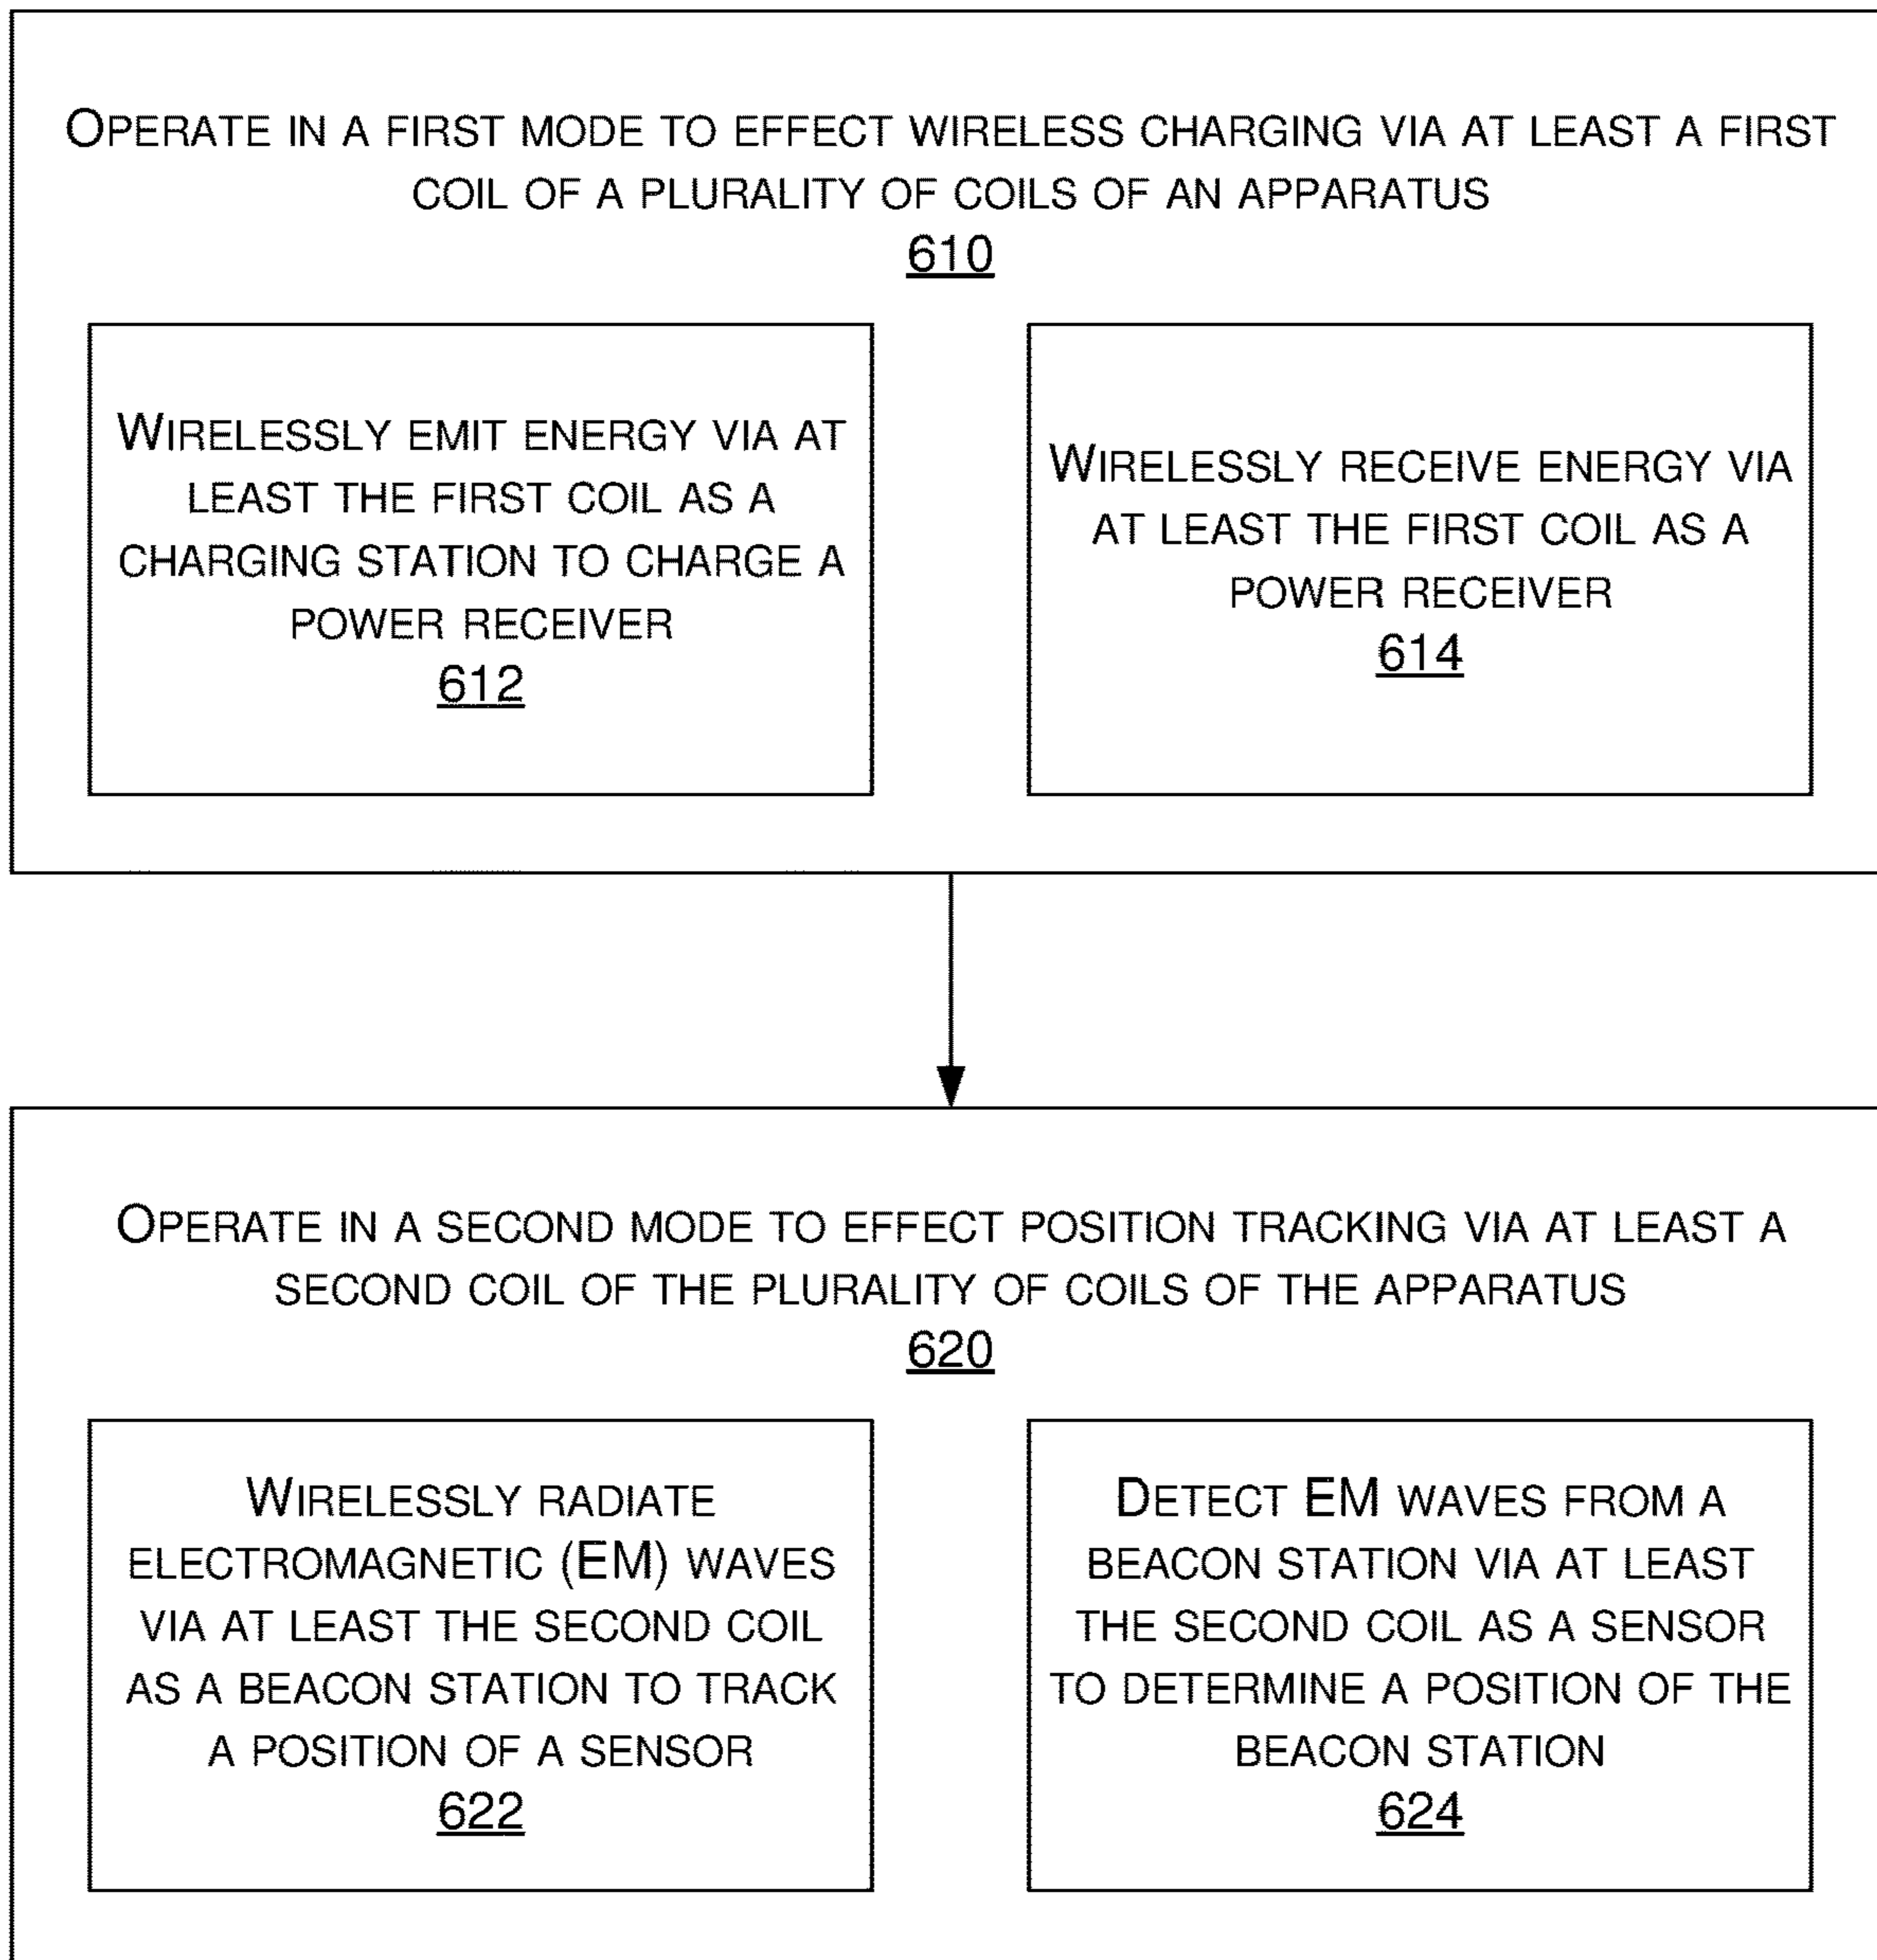 OPERATE IN A FIRST MODE TO EFFECT WIRELESS CHARGING VIA AT LEAST A FIRST
COIL OF A PLURALITY OF COILS OF AN APPARATUS
610
WIRELESSLY EMIT ENERGY VIA AT
LEAST THE FIRST COIL AS A
CHARGING STATION TO CHARGE A
POWER RECEIVER
612
WIRELESSLY RECEIVE ENERGY VIA
AT LEAST THE FIRST COIL AS A
POWER RECEIVER
614
OPERATE IN A SECOND MODE TO EFFECT POSITION TRACKING VIA AT LEAST A
SECOND COIL OF THE PLURALITY OF COILS OF THE APPARATUS
620
WIRELESSLY RADIATE
ELECTROMAGNETIC (EM) WAVES
VIA AT LEAST THE SECOND COIL
AS A BEACON STATION TO TRACK
A POSITION OF A SENSOR
622
DETECT EM WAVES FROM A
BEACON STATION VIA AT LEAST
THE SECOND COIL AS A SENSOR
TO DETERMINE A POSITION OF THE
BEACON STATION
624